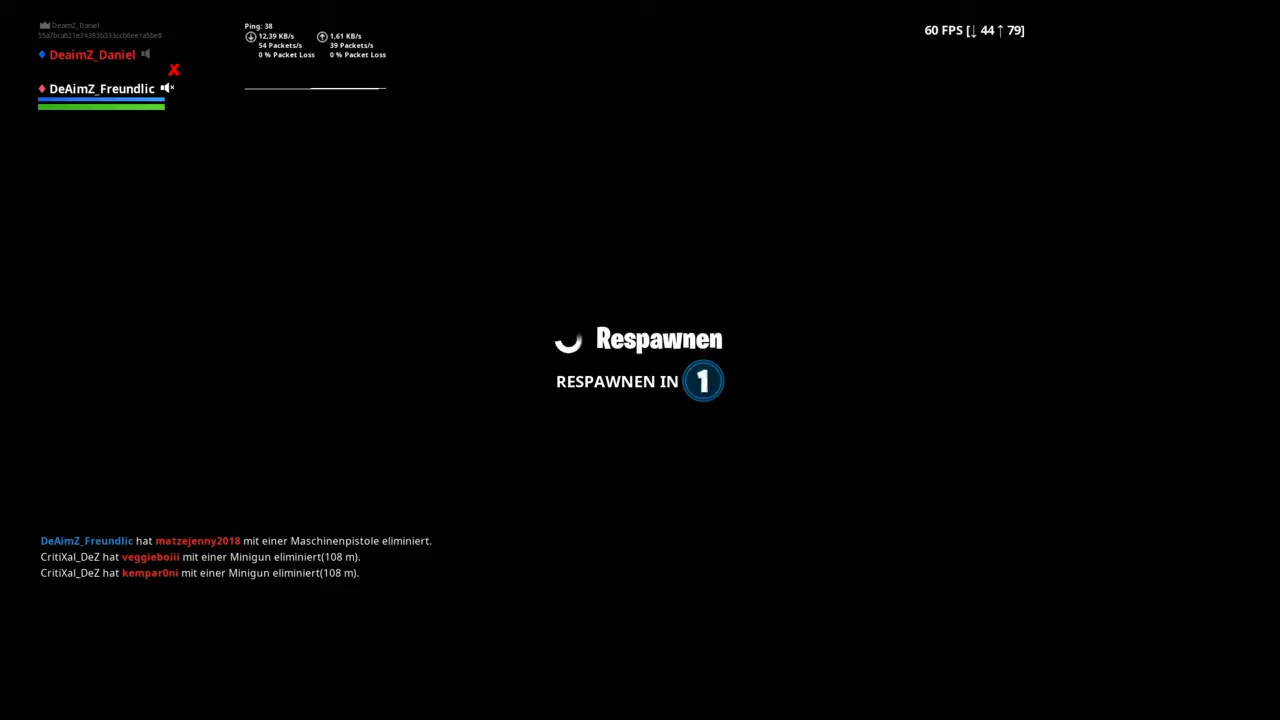 DeamZ_Daniel
55a7bcab21e24383b333ccb6ee1a5be8
DeaimZ_Daniel
X
DeAimZ_Freundlic
Ping: 38
12,39 KB/s 1,61 KB/s
54 Packets/s 39 Packets/s
0 % Packet Loss 0 % Packet Loss
60 FPS [↓ 44 ↑ 79]
Respawnen
RESPAWNEN IN 1
DeAimZ_Freundlic hat matzejenny2018 mit einer Maschinenpistole eliminiert.
CritiXal_DeZ hat veggieboiii mit einer Minigun eliminiert(108 m).
CritiXal_DeZ hat kempar0ni mit einer Minigun eliminiert(108 m).